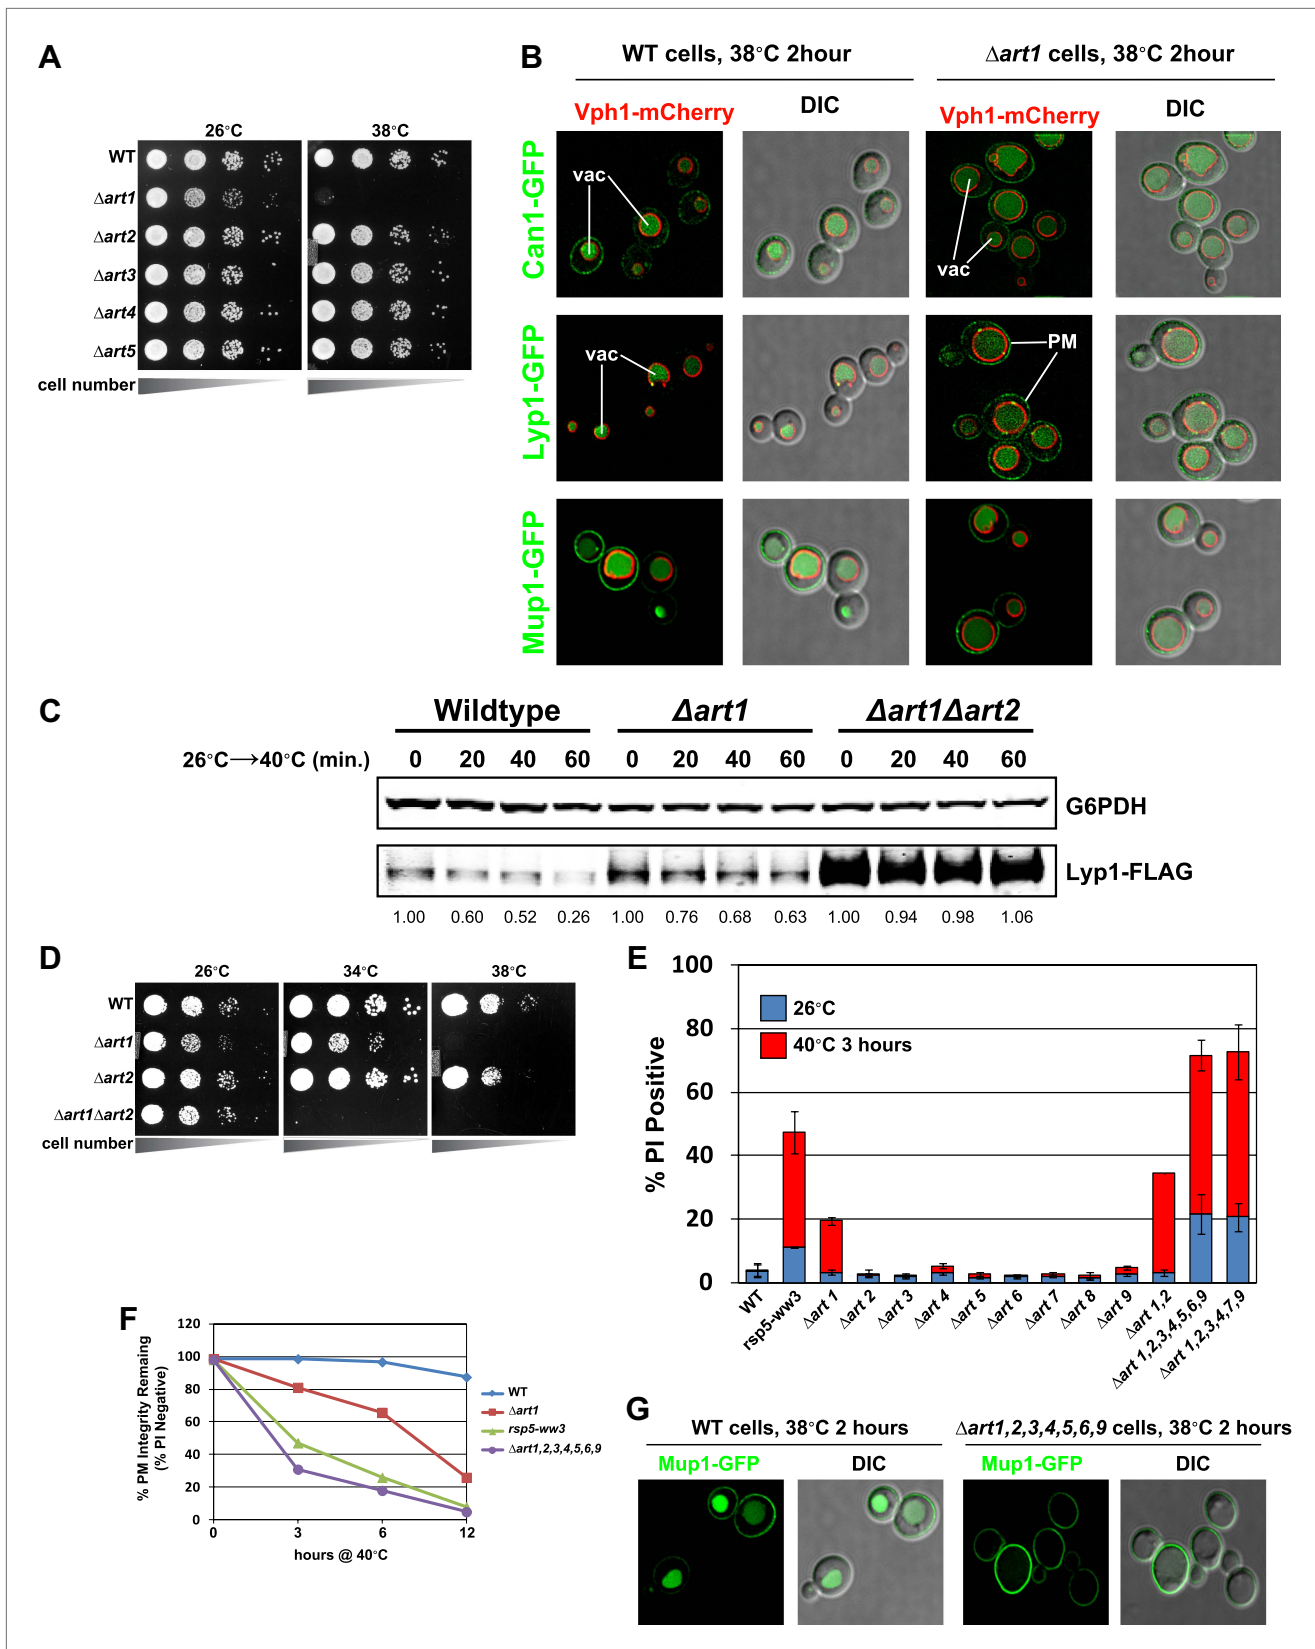 A
26°C
38°C
WT
Δart1
Δart2
Δart3
Δart4
Δart5
cell number
B
WT cells, 38°C 2hour
Δart1 cells, 38°C 2hour
Vph1-mCherry
DIC
Vph1-mCherry
DIC
Can1-GFP
vac
vac
Lyp1-GFP
vac
PM
Mup1-GFP
C
Wildtype
Δart1
Δart1Δart2
26°C→40°C (min.)
0 20 40 60 0 20 40 60 0 20 40 60
G6PDH
Lyp1-FLAG
1.00 0.60 0.52 0.26 1.00 0.76 0.68 0.63 1.00 0.94 0.98 1.06
D
26°C
34°C
38°C
WT
Δart1
Δart2
Δart1Δart2
cell number
E
% PI Positive
100
80
60
40
20
0
26°C
40°C 3 hours
WT
rsp5-ww3
Δart 1
Δart 2
Δart 3
Δart 4
Δart 5
Δart 6
Δart 7
Δart 8
Δart 9
Δart 1,2
Δart 1,2,3,4,5,6,9
Δart 1,2,3,4,7,9
F
% PM Integrity Remaing
(% PI Negative)
120
100
80
60
40
20
0
0 3 6 12
hours @ 40°C
WT
Δart1
rsp5-ww3
Δart1,2,3,4,5,6,9
G
WT cells, 38°C 2 hours
Δart1,2,3,4,5,6,9 cells, 38°C 2 hours
Mup1-GFP
DIC
Mup1-GFP
DIC